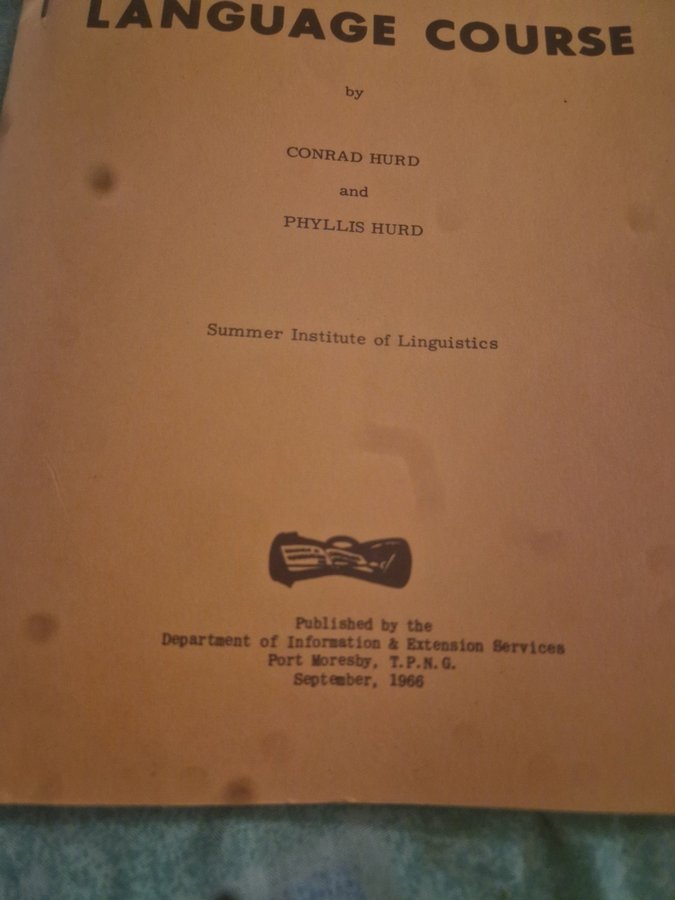 LANGUAGE COURSE
by
CONRAD HURD
and
PHYLLIS HURD
Summer Institute of Linguistics
Published by the
Department of Information & Extension Services
Port Moresby, T.P.N.G.
September, 1966